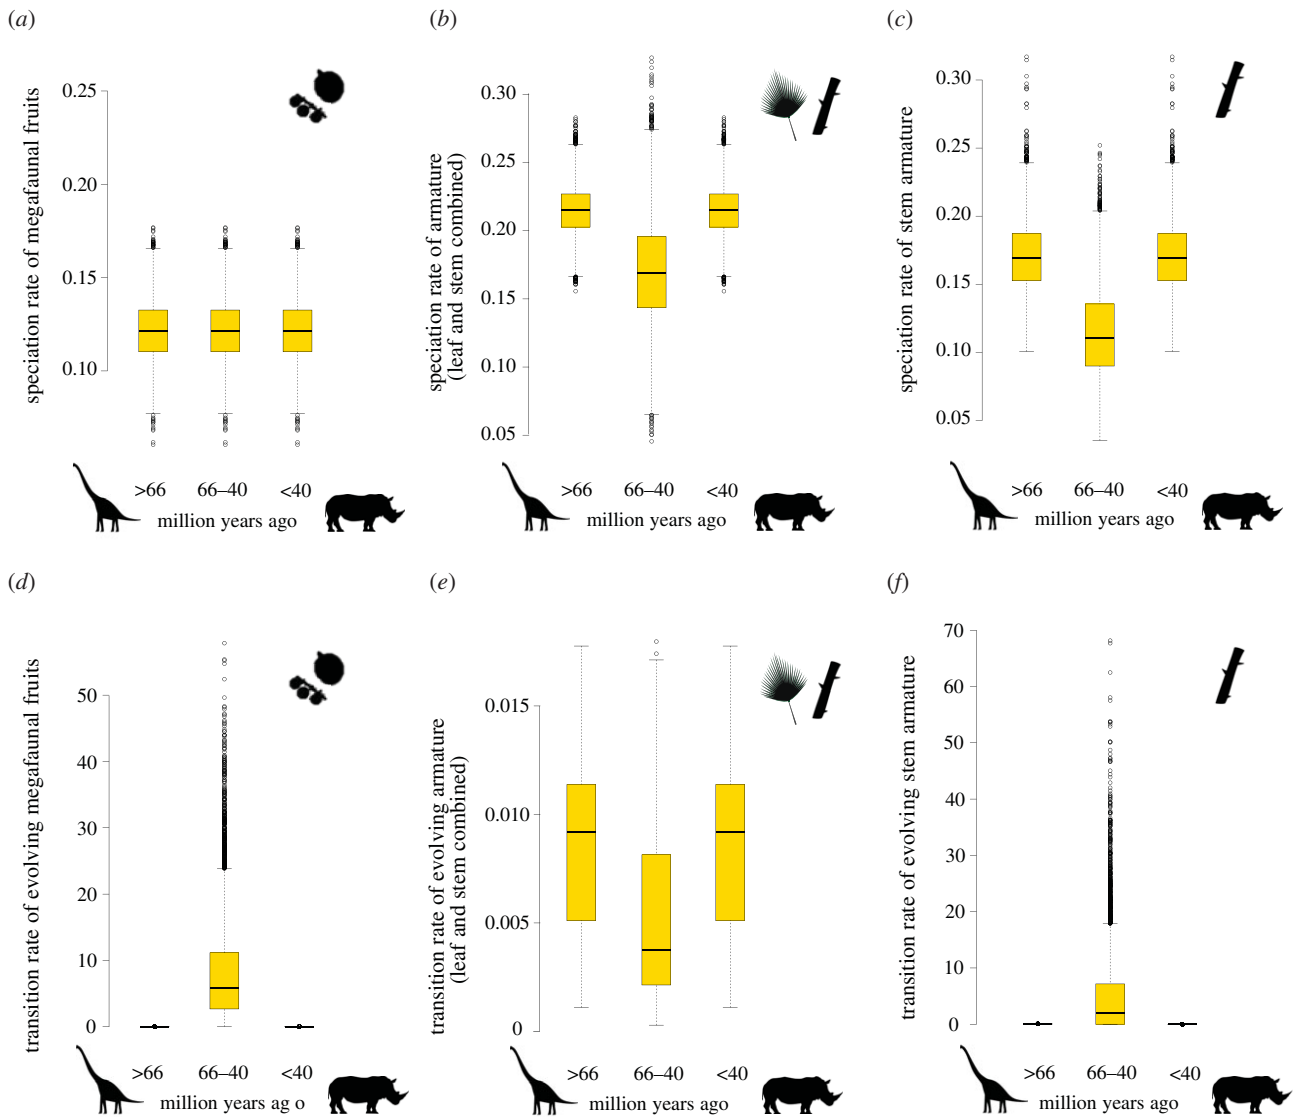 (a)
speciation rate of megafaunal fruits
0.25
0.20
0.15
0.10
>66
66–40
<40
million years ago
(b)
speciation rate of armature
(leaf and stem combined)
0.30
0.25
0.20
0.15
0.10
0.05
>66
66–40
<40
million years ago
(c)
speciation rate of stem armature
0.30
0.25
0.20
0.15
0.10
0.05
>66
66–40
<40
million years ago
(d)
transition rate of evolving megafaunal fruits
50
40
30
20
10
0
>66
66–40
<40
million years ag o
(e)
transition rate of evolving armature
(leaf and stem combined)
0.015
0.010
0.005
0
>66
66–40
<40
million years ago
(f)
transition rate of evolving stem armature
70
60
50
40
30
20
10
0
>66
66–40
<40
million years ago